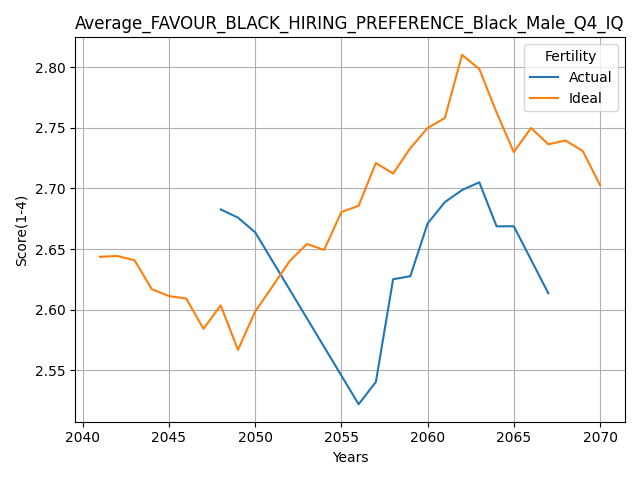 Average_FAVOUR_BLACK_HIRING_PREFERENCE_Black_Male_Q4_IQ
Fertility
Actual
Ideal
Score(1-4)
2.80
2.75
2.70
2.65
2.60
2.55
2040 2045 2050 2055 2060 2065 2070
Years